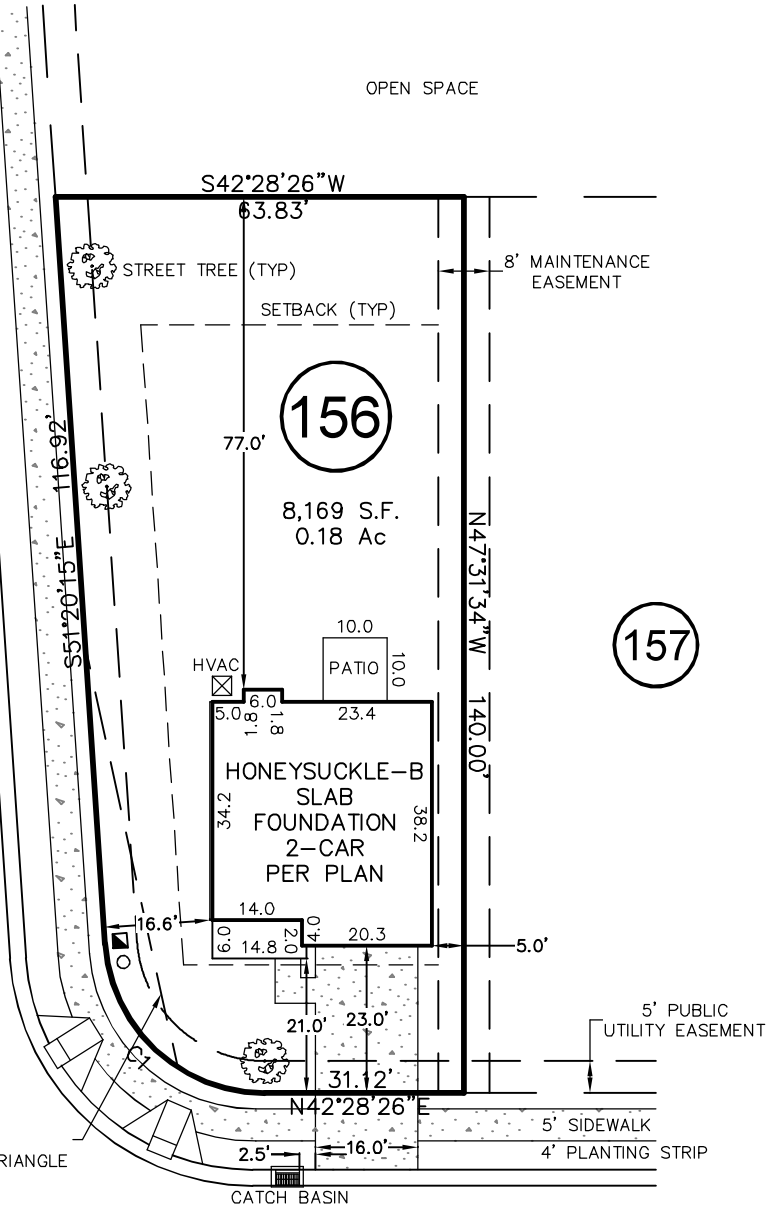 OPEN SPACE
S42°28'26"W
63.83'
STREET TREE (TYP)
8' MAINTENANCE
EASEMENT
SETBACK (TYP)
156
77.0'
S51°20'15"E 116.92'
8,169 S.F.
0.18 Ac
N47°31'34"W 140.00'
157
10.0
10.0
PATIO
HVAC
5.0
6.0
1.8
1.8
23.4
HONEYSUCKLE-B
SLAB
FOUNDATION
2-CAR
PER PLAN
34.2
38.2
14.0
16.6'
6.0
14.8
2.0
4.0
20.3
5.0'
21.0'
23.0'
5' PUBLIC
UTILITY EASEMENT
C1
31.12'
N42°28'26"E
5' SIDEWALK
4' PLANTING STRIP
2.5'
16.0'
RIANGLE
CATCH BASIN